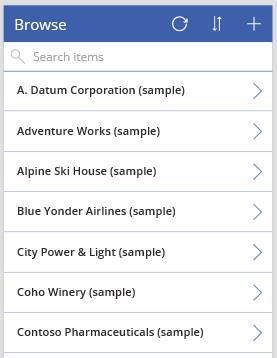 Browse
Search items
A. Datum Corporation (sample)
Adventure Works (sample)
Alpine Ski House (sample)
Blue Yonder Airlines (sample)
City Power & Light (sample)
Coho Winery (sample)
Contoso Pharmaceuticals (sample)